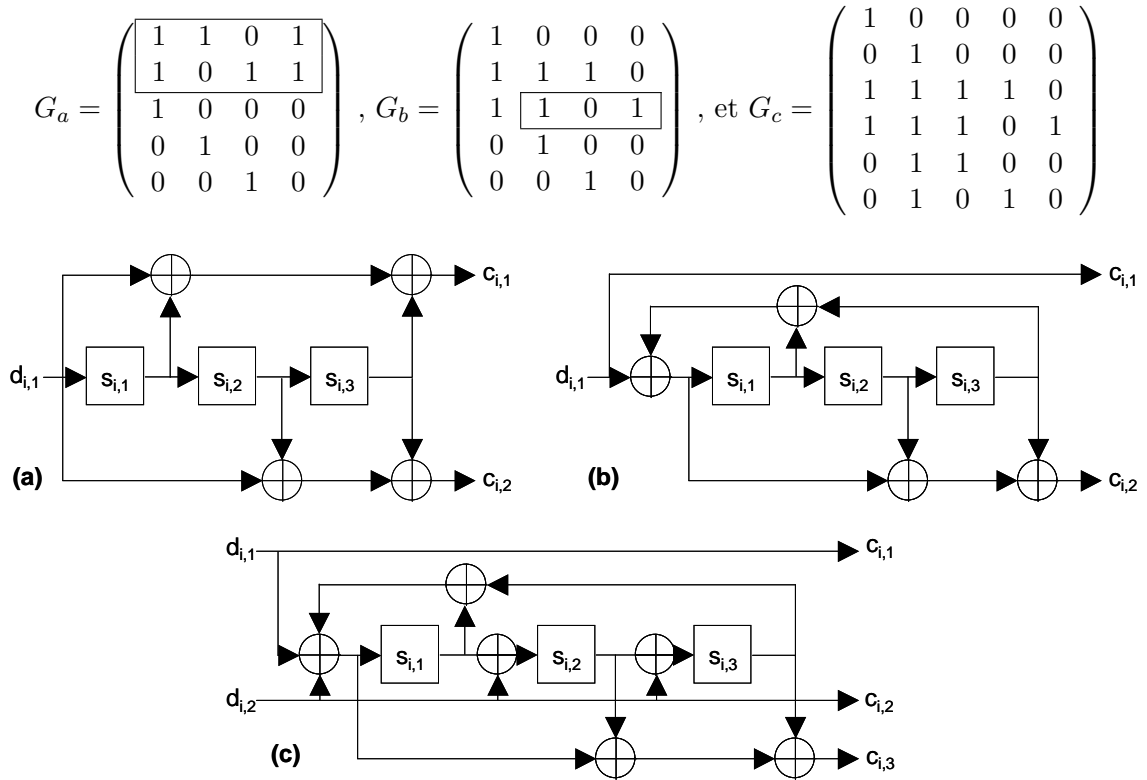 1 1 0 1 1 0 0 0 1 0 0 0 0
1 0 1 1 1 1 1 0 0 1 0 0 0
G_a = 1 0 0 0 , G_b = 1 1 0 1 , et G_c = 1 1 1 1 0
0 1 0 0 0 1 0 0 1 1 1 0 1
0 0 1 0 0 0 1 0 0 1 1 0 0
0 1 0 1 0
c_{i,1} c_{i,1}
d_{i,1} s_{i,1} s_{i,2} s_{i,3} d_{i,1} s_{i,1} s_{i,2} s_{i,3}
(a) c_{i,2} (b) c_{i,2}
d_{i,1} c_{i,1}
s_{i,1} s_{i,2} s_{i,3}
d_{i,2} c_{i,2}
(c) c_{i,3}